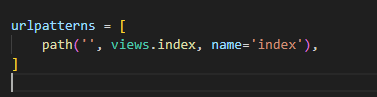 urlpatterns = [
    path('', views.index, name='index'),
]